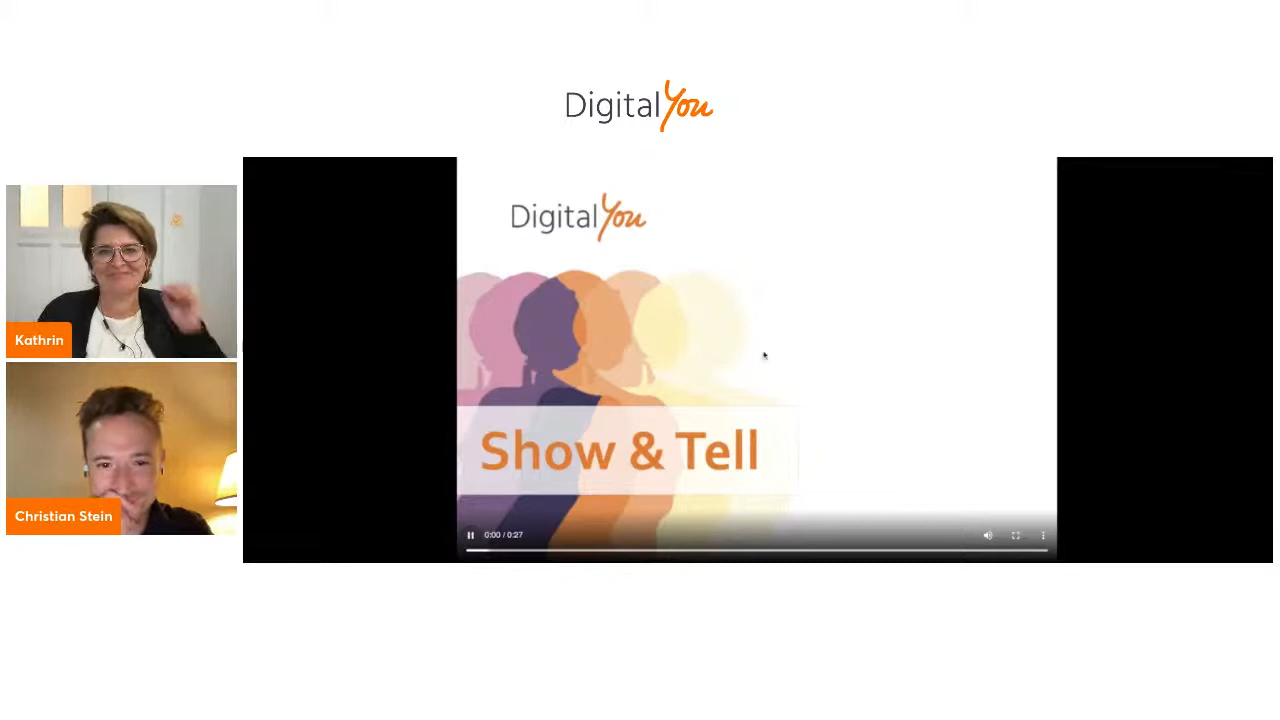 DigitalYou
Kathrin
Christian Stein
DigitalYou
Show & Tell
0:00 / 0:27